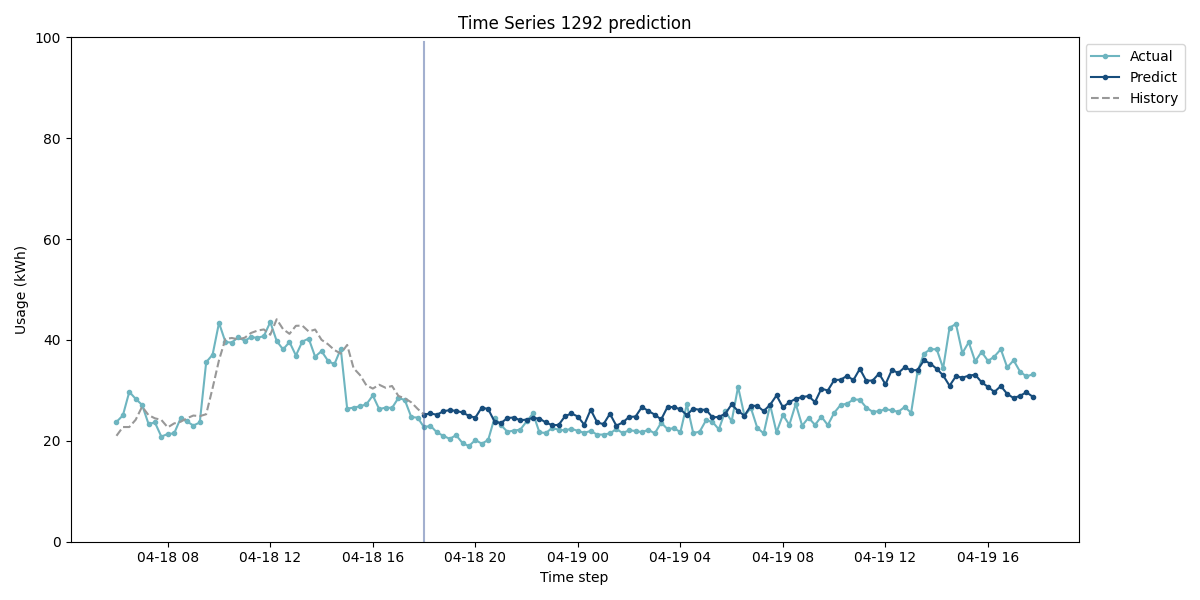 Time Series 1292 prediction
100
80
60
40
20
0
Usage (kWh)
04-18 08
04-18 12
04-18 16
04-18 20
04-19 00
04-19 04
04-19 08
04-19 12
04-19 16
Time step
Actual
Predict
History